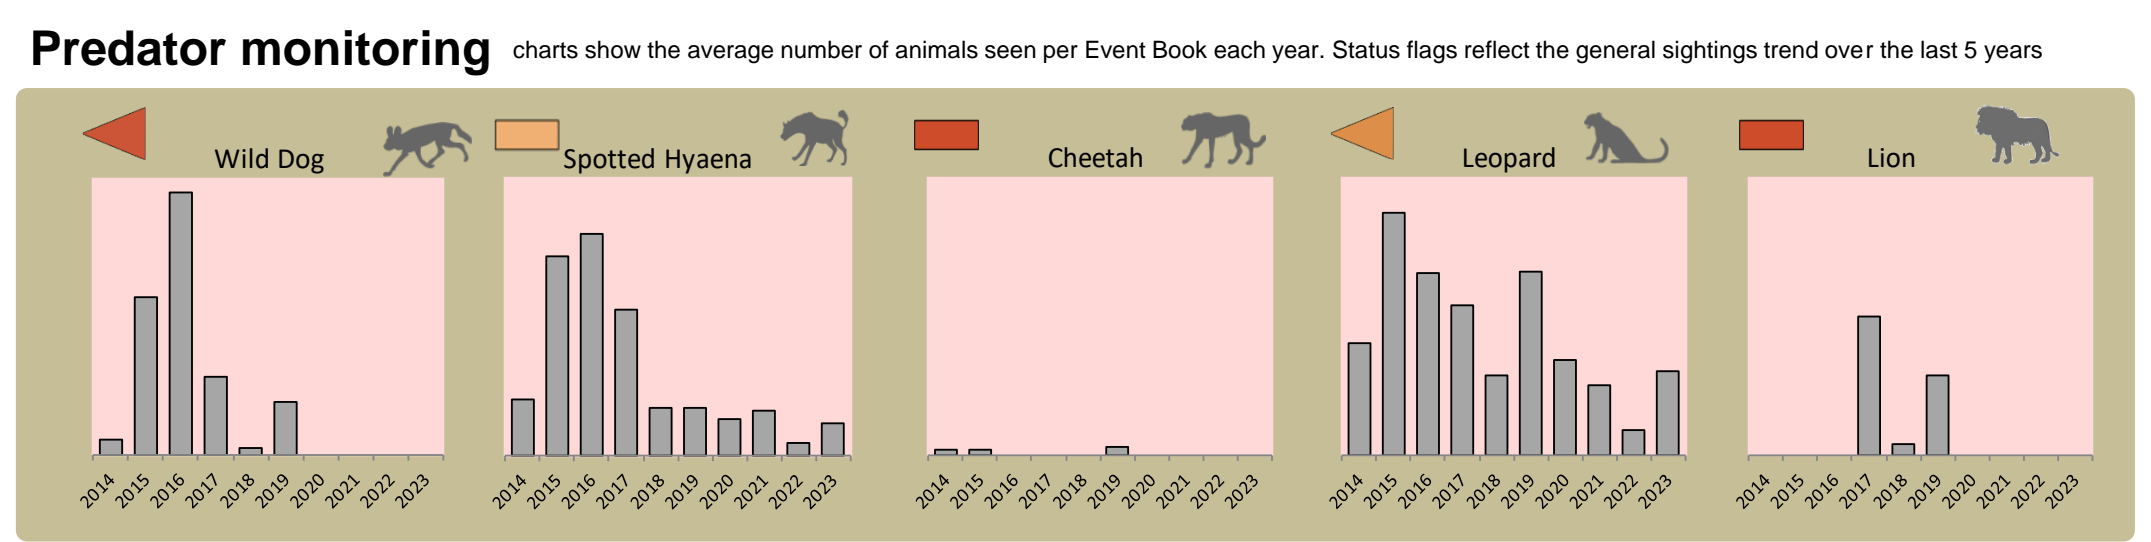 Predator monitoring charts show the average number of animals seen per Event Book each year. Status flags reflect the general sightings trend over the last 5 years
Wild Dog
2014 2015 2016 2017 2018 2019 2020 2021 2022 2023
Spotted Hyaena
2014 2015 2016 2017 2018 2019 2020 2021 2022 2023
Cheetah
2014 2015 2016 2017 2018 2019 2020 2021 2022 2023
Leopard
2014 2015 2016 2017 2018 2019 2020 2021 2022 2023
Lion
2014 2015 2016 2017 2018 2019 2020 2021 2022 2023